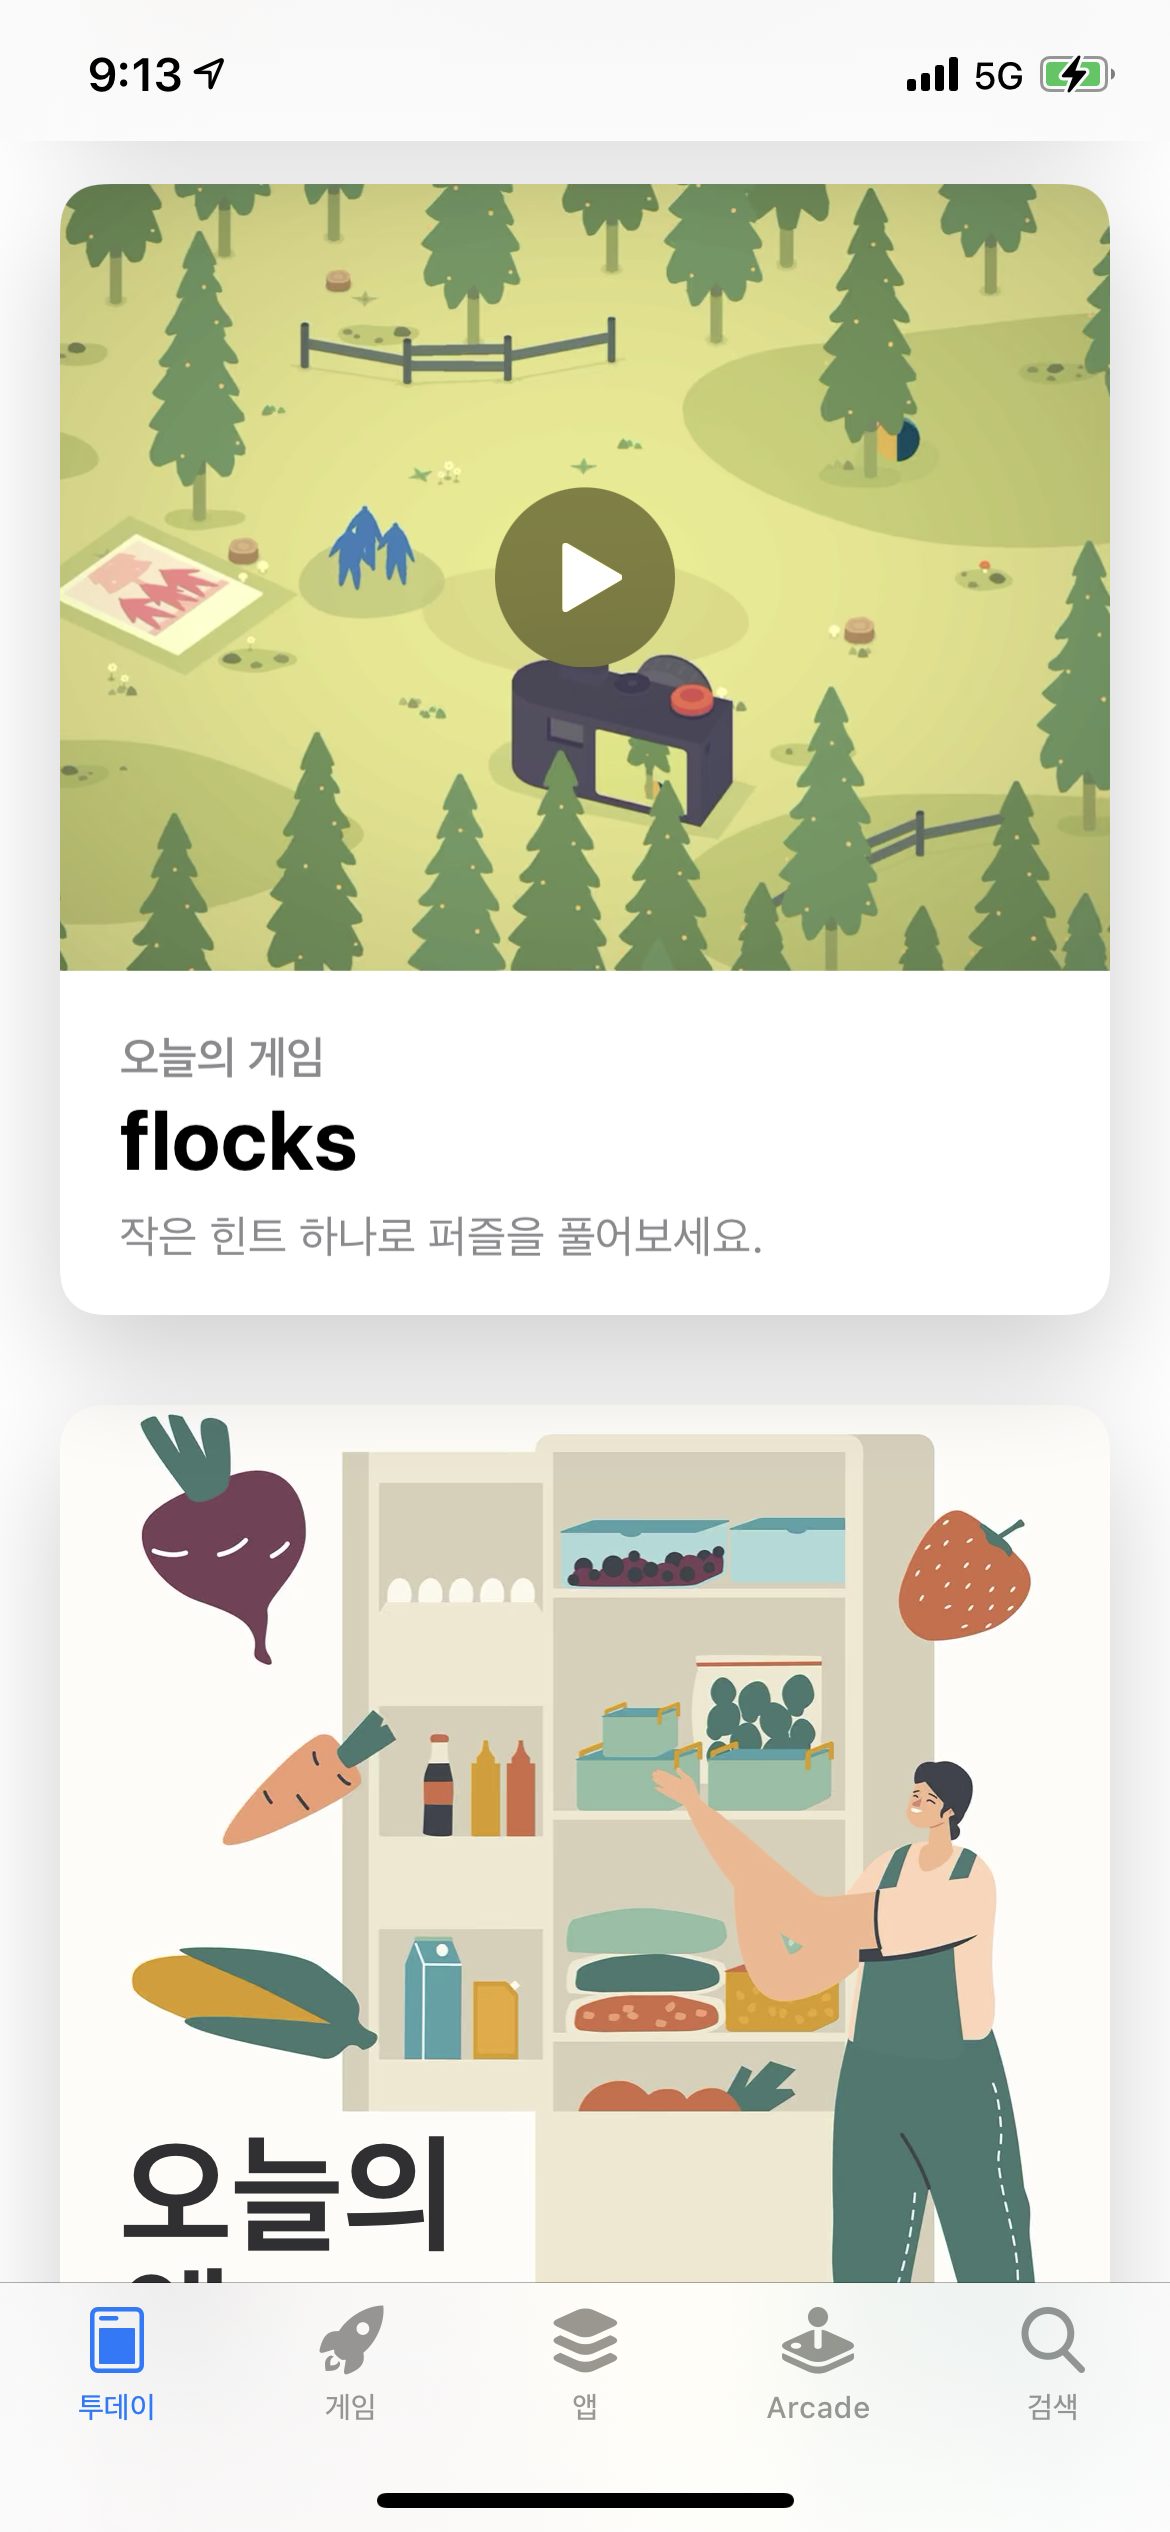 9:13
5G
오늘의 게임
flocks
작은 힌트 하나로 퍼즐을 풀어보세요.
오늘의
투데이
게임
앱
Arcade
검색